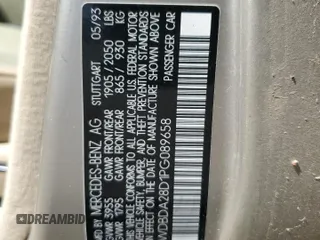 MERCEDES-BENZ AG STUTTGART 05/93
GVWR FRONT 3955 GAWR FRONT/REAR 1905 / 2050 LBS
GVWR 1795 GAWR FRONT/REAR 865 / 930 KG
THIS VEHICLE CONFORMS TO ALL APPLICABLE U.S. FEDERAL MOTOR
VEHICLE SAFETY, BUMPER, AND THEFT PREVENTION STANDARDS
IN EFFECT ON THE DATE OF MANUFACTURE SHOWN ABOVE
WDBDA28D1PG089658 PASSENGER CAR
DREAMBID
.COM